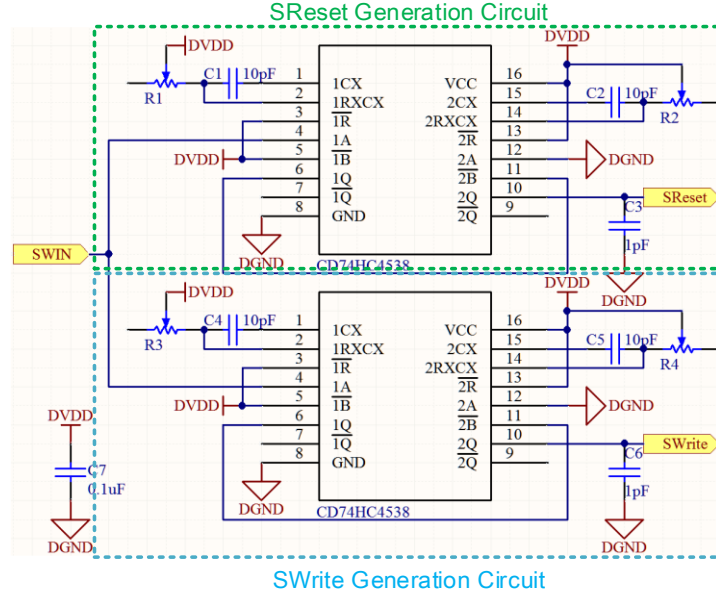 SReset Generation Circuit
DVDD
DVDD
C1 10pF
R1
1 1CX
2 1RXCX
3 1R
4 1A
5 1B
6 1Q
7 1Q
8 GND
VCC 16
2CX 15
2RXCX 14
2R 13
2A 12
2B 11
2Q 10
2Q 9
C2 10pF
R2
DVDD
DGND
SReset
C3
1pF
DGND
DGND
SWIN
CD74HC4538
DVDD
DVDD
C4 10pF
R3
1 1CX
2 1RXCX
3 1R
4 1A
5 1B
6 1Q
7 1Q
8 GND
VCC 16
2CX 15
2RXCX 14
2R 13
2A 12
2B 11
2Q 10
2Q 9
C5 10pF
R4
DVDD
DGND
SWrite
C6
1pF
DGND
DGND
DVDD
C7
0.1uF
DGND
CD74HC4538
SWrite Generation Circuit